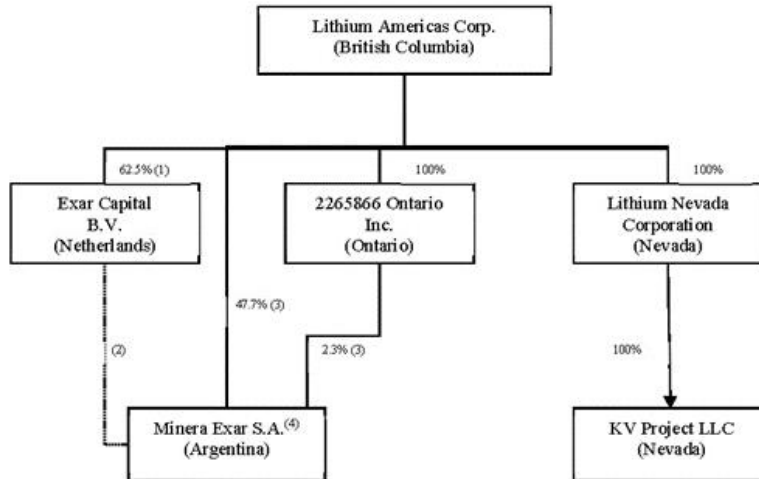 Lithium Americas Corp.
(British Columbia)
62.5% (1)
100%
100%
Exar Capital
B.V.
(Netherlands)
2265866 Ontario
Inc.
(Ontario)
Lithium Nevada
Corporation
(Nevada)
47.7% (3)
(2)
2.3% (3)
100%
Minera Exar S.A.(4)
(Argentina)
KV Project LLC
(Nevada)